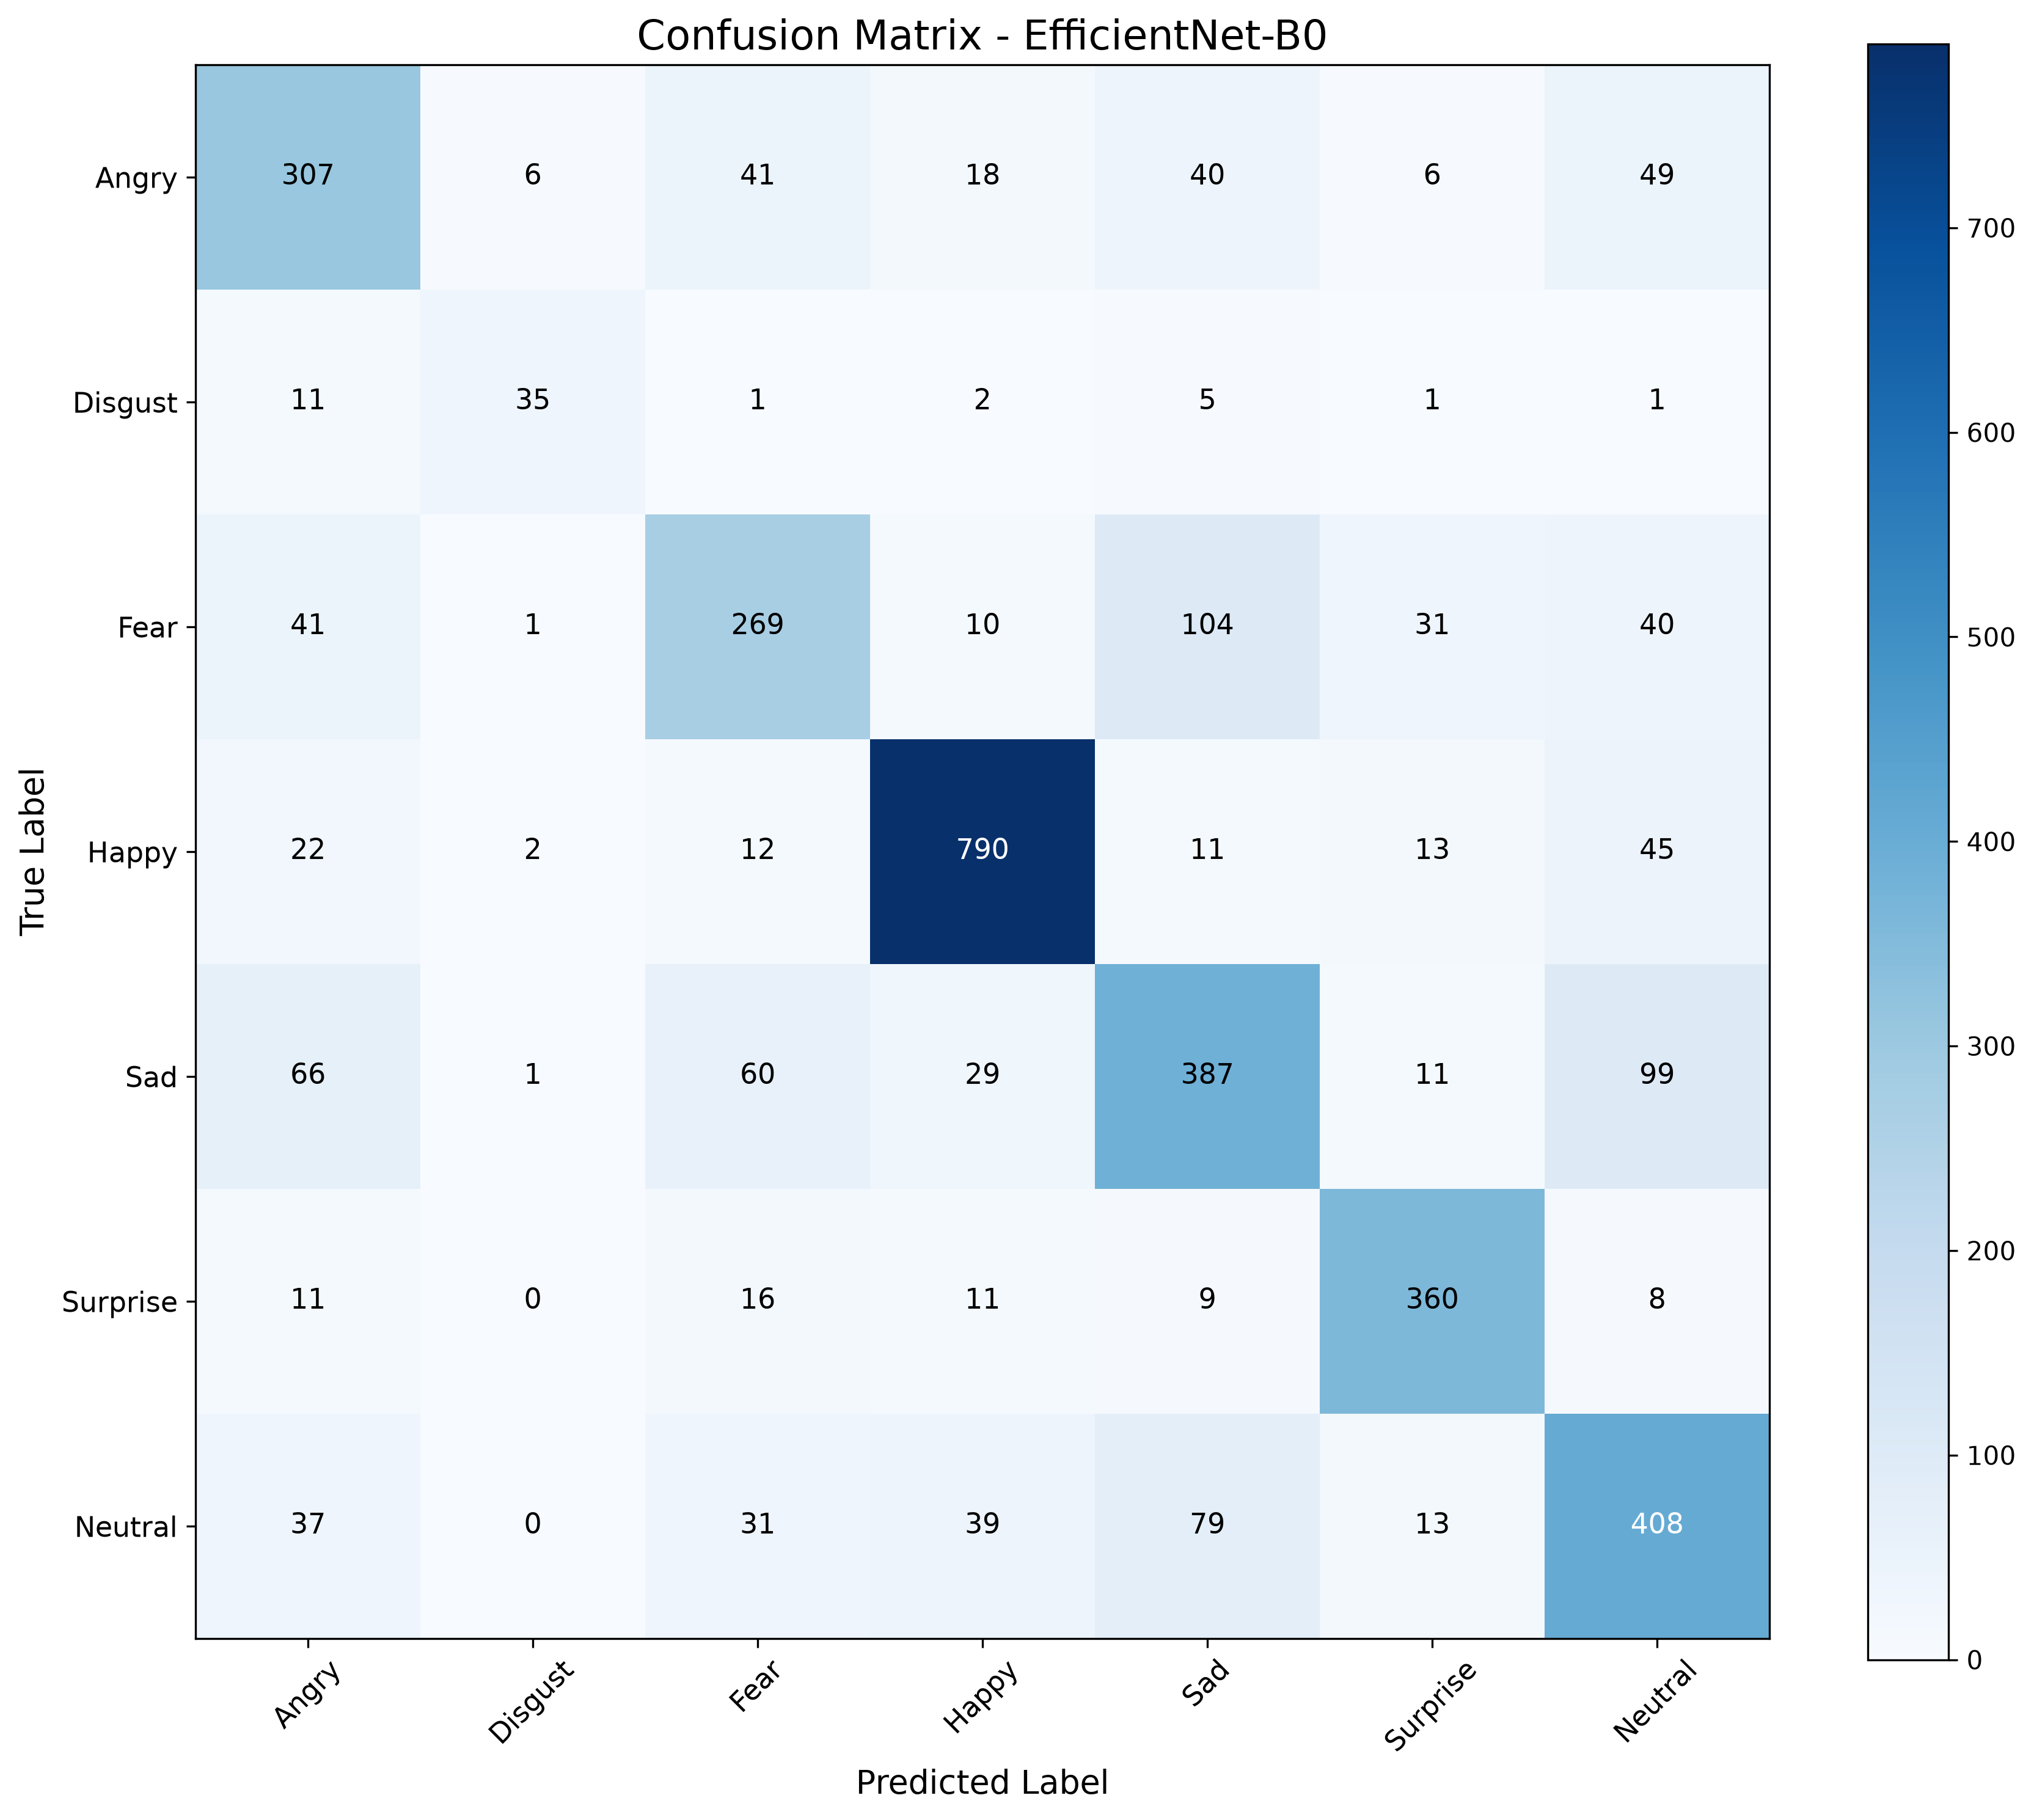 Confusion Matrix - EfficientNet-B0
Angry 307 6 41 18 40 6 49
Disgust 11 35 1 2 5 1 1
Fear 41 1 269 10 104 31 40
Happy 22 2 12 790 11 13 45
Sad 66 1 60 29 387 11 99
Surprise 11 0 16 11 9 360 8
Neutral 37 0 31 39 79 13 408
Angry Disgust Fear Happy Sad Surprise Neutral
Predicted Label
True Label
700
600
500
400
300
200
100
0